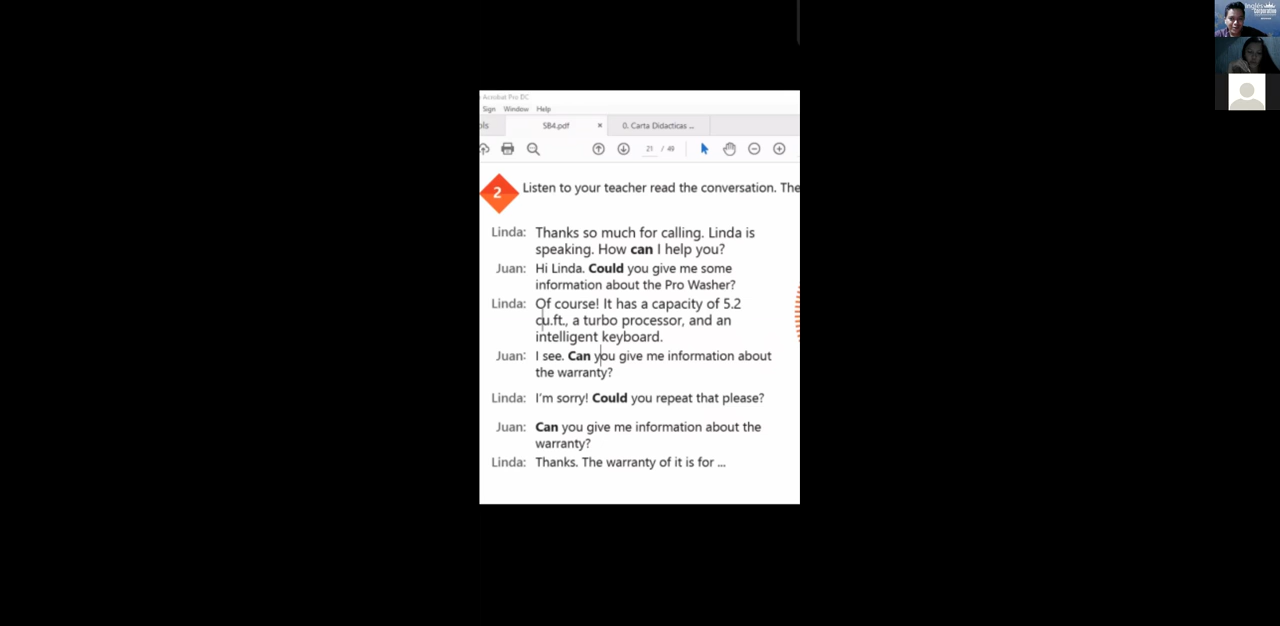 Acrobat Pro DC
Sign Window Help
ols SB4.pdf × 0. Carta Didacticas ...
21 / 49
2 Listen to your teacher read the conversation. The
Linda: Thanks so much for calling. Linda is
speaking. How can I help you?
Juan: Hi Linda. Could you give me some
information about the Pro Washer?
Linda: Of course! It has a capacity of 5.2
cu.ft., a turbo processor, and an
intelligent keyboard.
Juan: I see. Can you give me information about
the warranty?
Linda: I'm sorry! Could you repeat that please?
Juan: Can you give me information about the
warranty?
Linda: Thanks. The warranty of it is for ...
Inglés
Corporativo